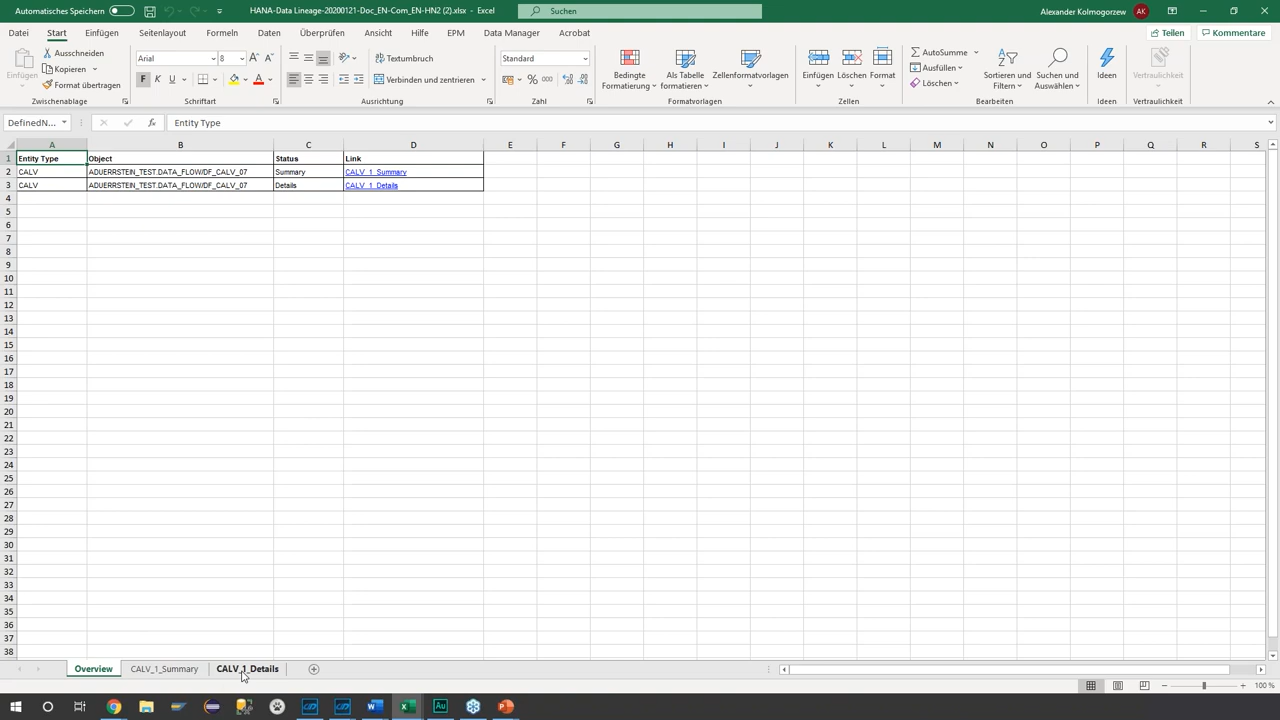 Automatisches Speichern
HANA-Data Lineage-20200121-Doc_En_Com_EN-HN2 (2).xlsx - Excel
Suchen
Alexander Kolmogorzew AK
Datei Start Einfügen Seitenlayout Formeln Daten Überprüfen Ansicht Hilfe EPM Data Manager Acrobat Teilen Kommentare
Einfügen
Ausschneiden
Kopieren
Format übertragen
Zwischenablage
Arial 8
F K U
Schriftart
Textumbruch
Verbinden und zentrieren
Ausrichtung
Standard
Zahl
Bedingte Formatierung
Als Tabelle formatieren
Zellenformatvorlagen
Formatvorlagen
Einfügen Löschen Format
Zellen
AutoSumme
Ausfüllen
Löschen
Sortieren und Filtern
Suchen und Auswählen
Bearbeiten
Ideen
Ideen
Vertraulichkeit
Vertraulichkeit
DefinedN... fx Entity Type
A B C D E F G H I J K L M N O P Q R S
1 Entity Type Object Status Link
2 CALV ADUERRSTEIN_TEST.DATA_FLOW/DF_CALV_07 Summary CALV_1_Summary
3 CALV ADUERRSTEIN_TEST.DATA_FLOW/DF_CALV_07 Details CALV_1_Details
4
5
6
7
8
9
10
11
12
13
14
15
16
17
18
19
20
21
22
23
24
25
26
27
28
29
30
31
32
33
34
35
36
37
38
Overview CALV_1_Summary CALV_1_Details
100 %